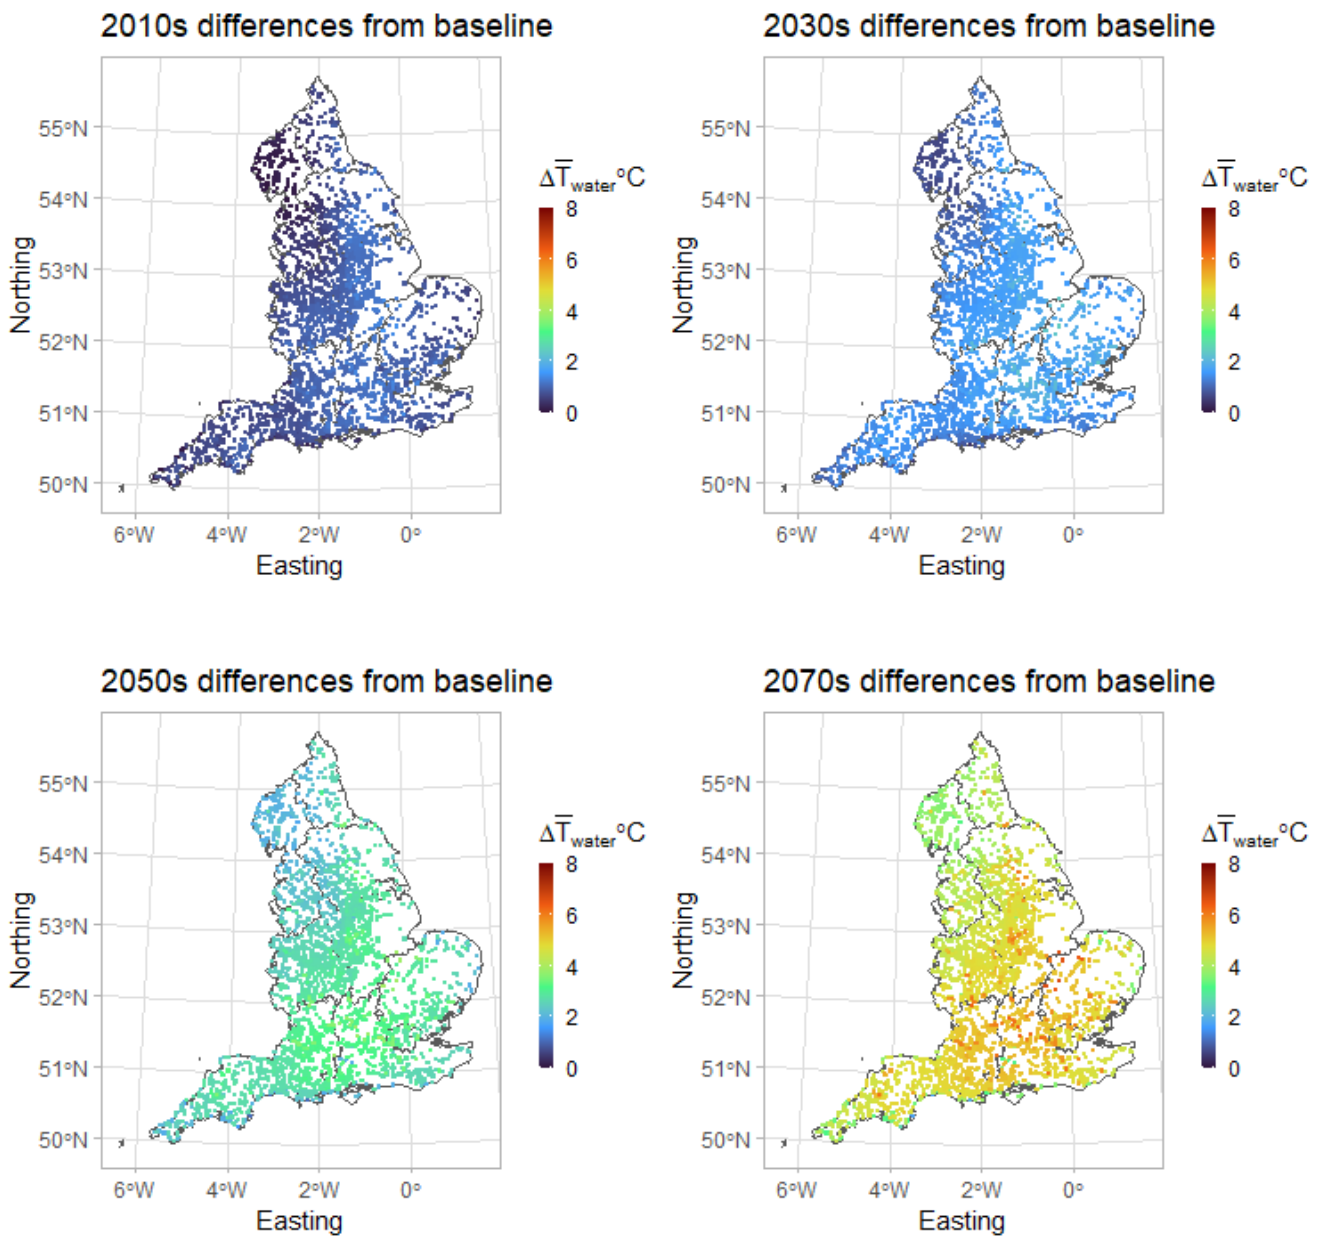 2010s differences from baseline
55°N
54°N
53°N
52°N
51°N
50°N
Northing
6°W 4°W 2°W 0°
Easting
ΔT̅water°C
8
6
4
2
0
2030s differences from baseline
55°N
54°N
53°N
52°N
51°N
50°N
Northing
6°W 4°W 2°W 0°
Easting
ΔT̅water°C
8
6
4
2
0
2050s differences from baseline
55°N
54°N
53°N
52°N
51°N
50°N
Northing
6°W 4°W 2°W 0°
Easting
ΔT̅water°C
8
6
4
2
0
2070s differences from baseline
55°N
54°N
53°N
52°N
51°N
50°N
Northing
6°W 4°W 2°W 0°
Easting
ΔT̅water°C
8
6
4
2
0